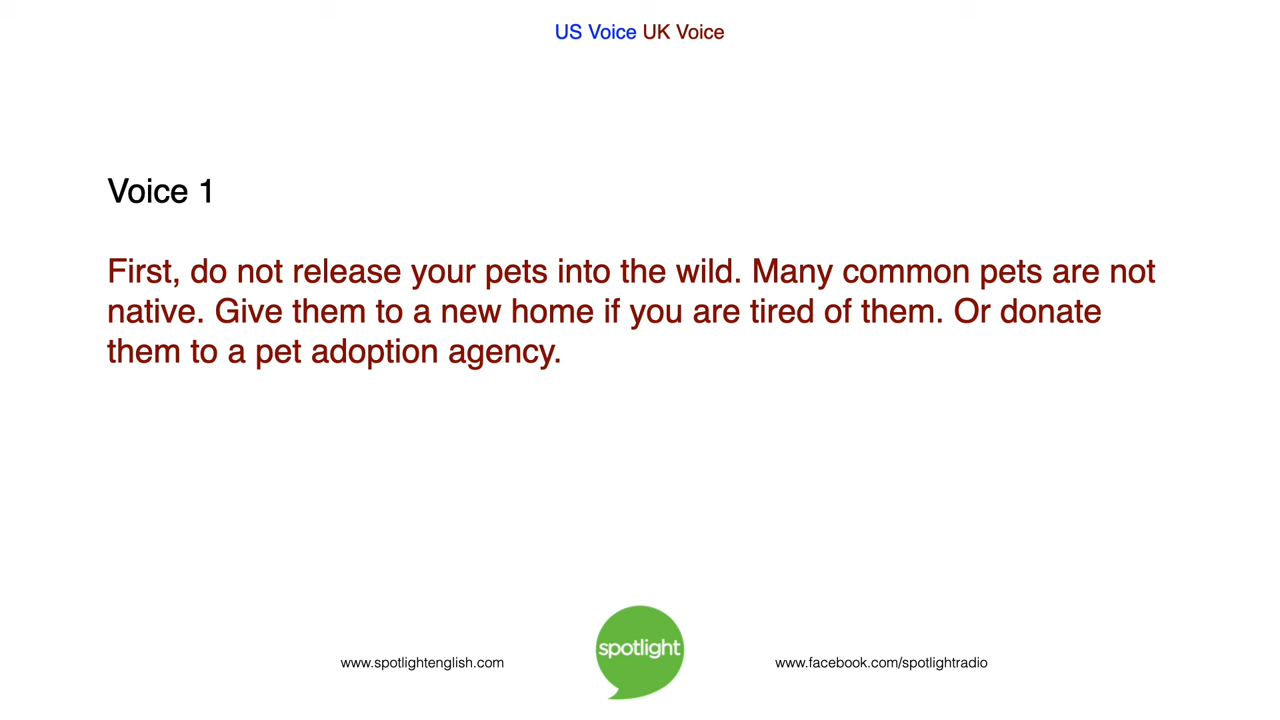 US Voice UK Voice
Voice 1
First, do not release your pets into the wild. Many common pets are not
native. Give them to a new home if you are tired of them. Or donate
them to a pet adoption agency.
www.spotlightenglish.com
spotlight
www.facebook.com/spotlightradio